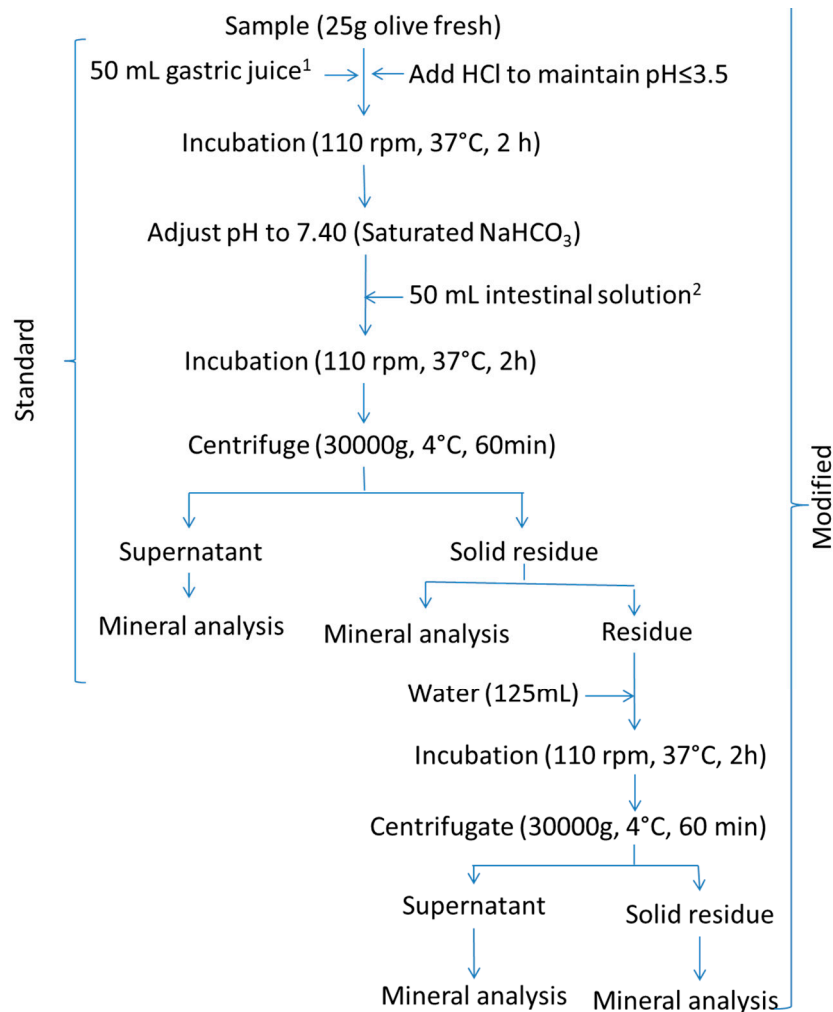 Sample (25g olive fresh)
50 mL gastric juice¹
Add HCl to maintain pH≤3.5
Incubation (110 rpm, 37°C, 2 h)
Adjust pH to 7.40 (Saturated NaHCO₃)
50 mL intestinal solution²
Incubation (110 rpm, 37°C, 2h)
Centrifuge (30000g, 4°C, 60min)
Supernatant
Solid residue
Mineral analysis
Mineral analysis
Residue
Water (125mL)
Incubation (110 rpm, 37°C, 2h)
Centrifugate (30000g, 4°C, 60 min)
Supernatant
Solid residue
Mineral analysis
Mineral analysis
Standard
Modified